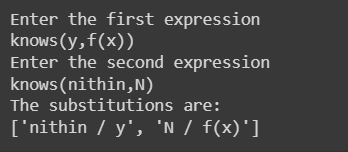 Enter the first expression
knows(y,f(x))
Enter the second expression
knows(nithin,N)
The substitutions are:
['nithin / y', 'N / f(x)']